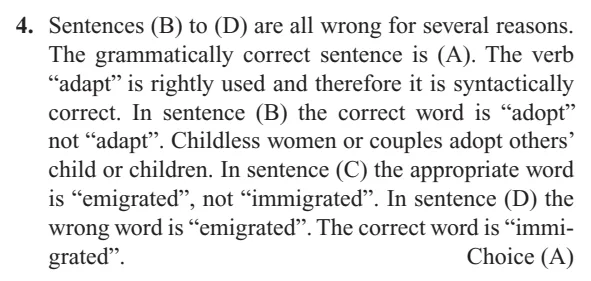 4. Sentences (B) to (D) are all wrong for several reasons.
The grammatically correct sentence is (A). The verb
“adapt” is rightly used and therefore it is syntactically
correct. In sentence (B) the correct word is “adopt”
not “adapt”. Childless women or couples adopt others’
child or children. In sentence (C) the appropriate word
is “emigrated”, not “immigrated”. In sentence (D) the
wrong word is “emigrated”. The correct word is “immi-
grated”. Choice (A)